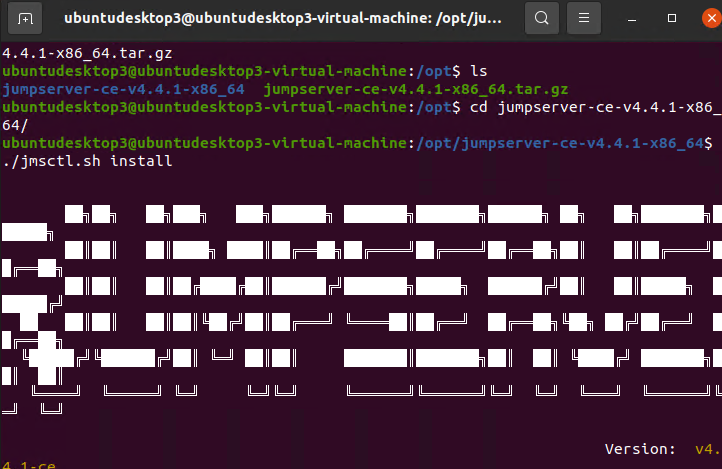 ubuntudesktop3@ubuntudesktop3-virtual-machine: /opt/ju...
4.4.1-x86_64.tar.gz
ubuntudesktop3@ubuntudesktop3-virtual-machine:/opt$ ls
jumpserver-ce-v4.4.1-x86_64  jumpserver-ce-v4.4.1-x86_64.tar.gz
ubuntudesktop3@ubuntudesktop3-virtual-machine:/opt$ cd jumpserver-ce-v4.4.1-x86_
64/
ubuntudesktop3@ubuntudesktop3-virtual-machine:/opt/jumpserver-ce-v4.4.1-x86_64$
./jmsctl.sh install
JUMPSERVER
Version:  v4.
4.1-ce